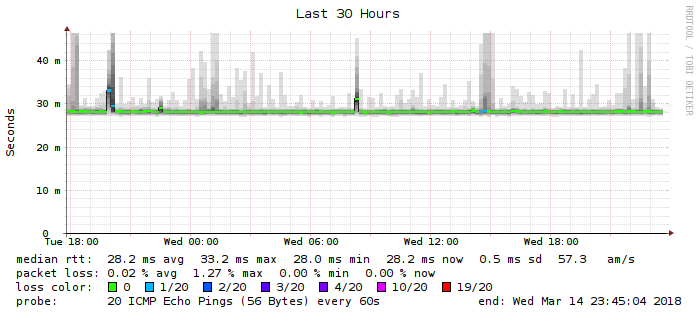 Last 30 Hours
RRDTOOL / TOBI OETIKER
Seconds
40 m
30 m
20 m
10 m
0
Tue 18:00 Wed 00:00 Wed 06:00 Wed 12:00 Wed 18:00
median rtt: 28.2 ms avg 33.2 ms max 28.0 ms min 28.2 ms now 0.5 ms sd 57.3 am/s
packet loss: 0.02 % avg 1.27 % max 0.00 % min 0.00 % now
loss color: 0 1/20 2/20 3/20 4/20 10/20 19/20
probe: 20 ICMP Echo Pings (56 Bytes) every 60s end: Wed Mar 14 23:45:04 2018